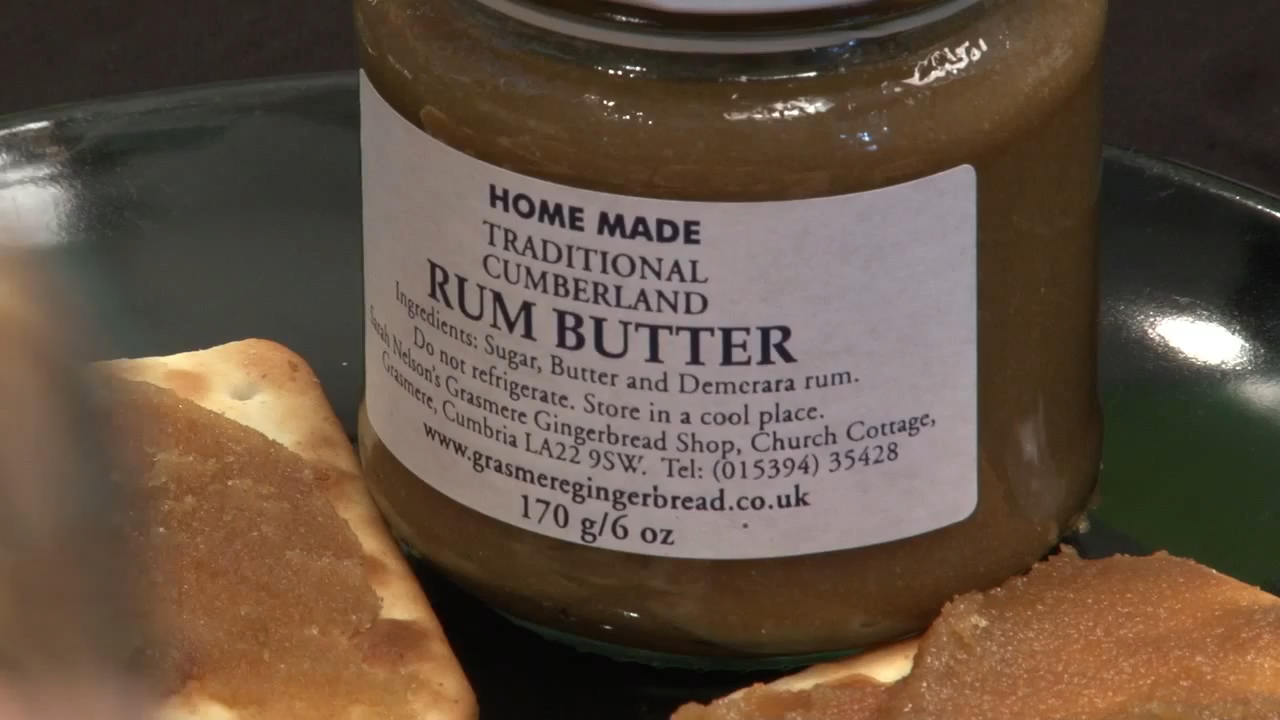 HOME MADE
TRADITIONAL
CUMBERLAND
RUM BUTTER
Ingredients: Sugar, Butter and Demerara rum.
Do not refrigerate. Store in a cool place.
Sarah Nelson's Grasmere Gingerbread Shop, Church Cottage,
Grasmere, Cumbria LA22 9SW. Tel: (015394) 35428
www.grasmeregingerbread.co.uk
170 g/6 oz